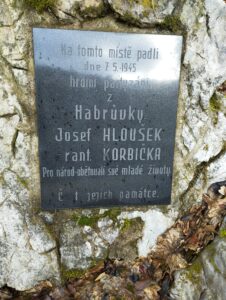 Na tomto místě padli
dne 7.5.1945
hrdiní partyzáni
z
Habrůvky
Josef HLOUŠEK
Frant. KORBIČKA
Pro národ obětovali své mladé životy
Č t jejich památce.